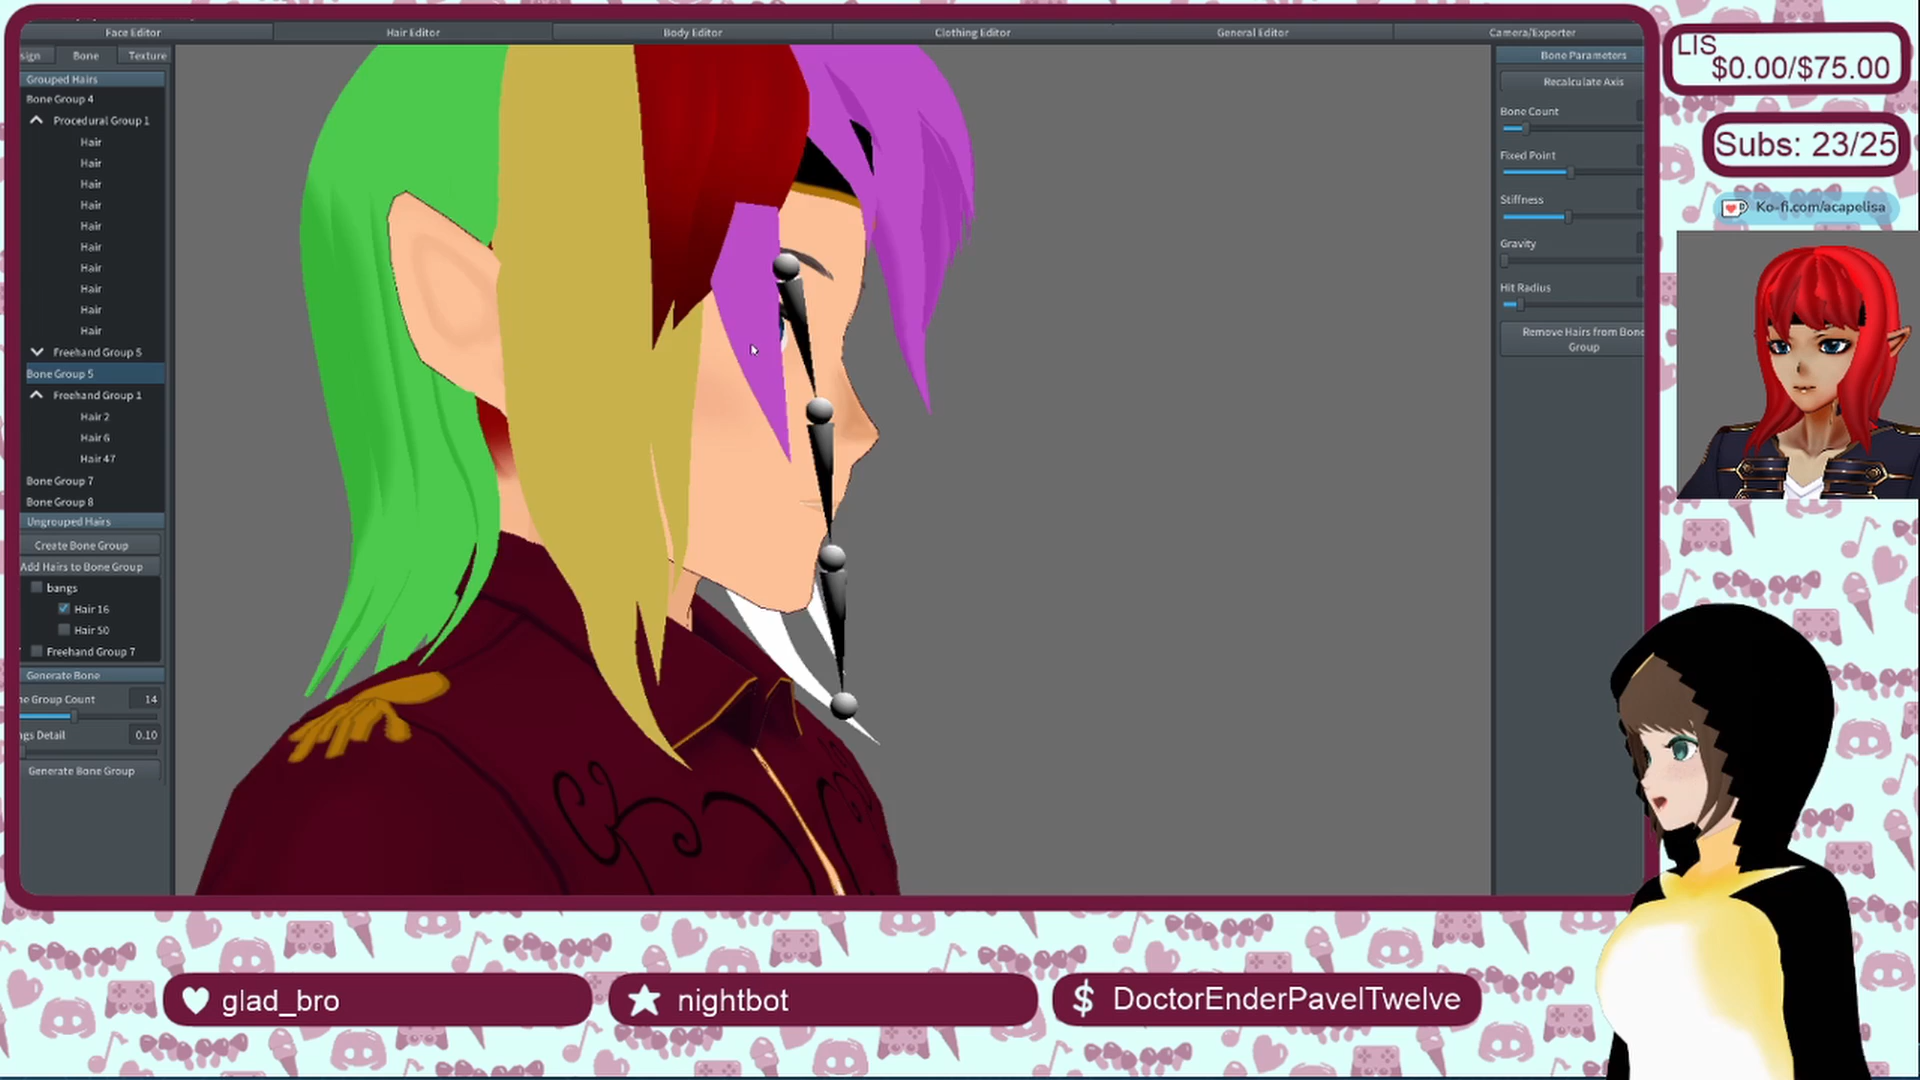 Face Editor
Hair Editor
Body Editor
Clothing Editor
General Editor
Camera/Exporter
sign
Bone
Texture
Grouped Hairs
Bone Group 4
Procedural Group 1
Hair
Hair
Hair
Hair
Hair
Hair
Hair
Hair
Hair
Hair
Freehand Group 5
Bone Group 5
Freehand Group 1
Hair 2
Hair 6
Hair 47
Bone Group 7
Bone Group 8
Ungrouped Hairs
Create Bone Group
Add Hairs to Bone Group
bangs
Hair 16
Hair 50
Freehand Group 7
Generate Bone
ne Group Count 14
ngs Detail 0.10
Generate Bone Group
Bone Parameters
Recalculate Axis
Bone Count
Fixed Point
Stiffness
Gravity
Hit Radius
Remove Hairs from Bone
Group
LIS
$0.00/$75.00
Subs: 23/25
Ko-fi.com/acapelisa
glad_bro
nightbot
$ DoctorEnderPavelTwelve